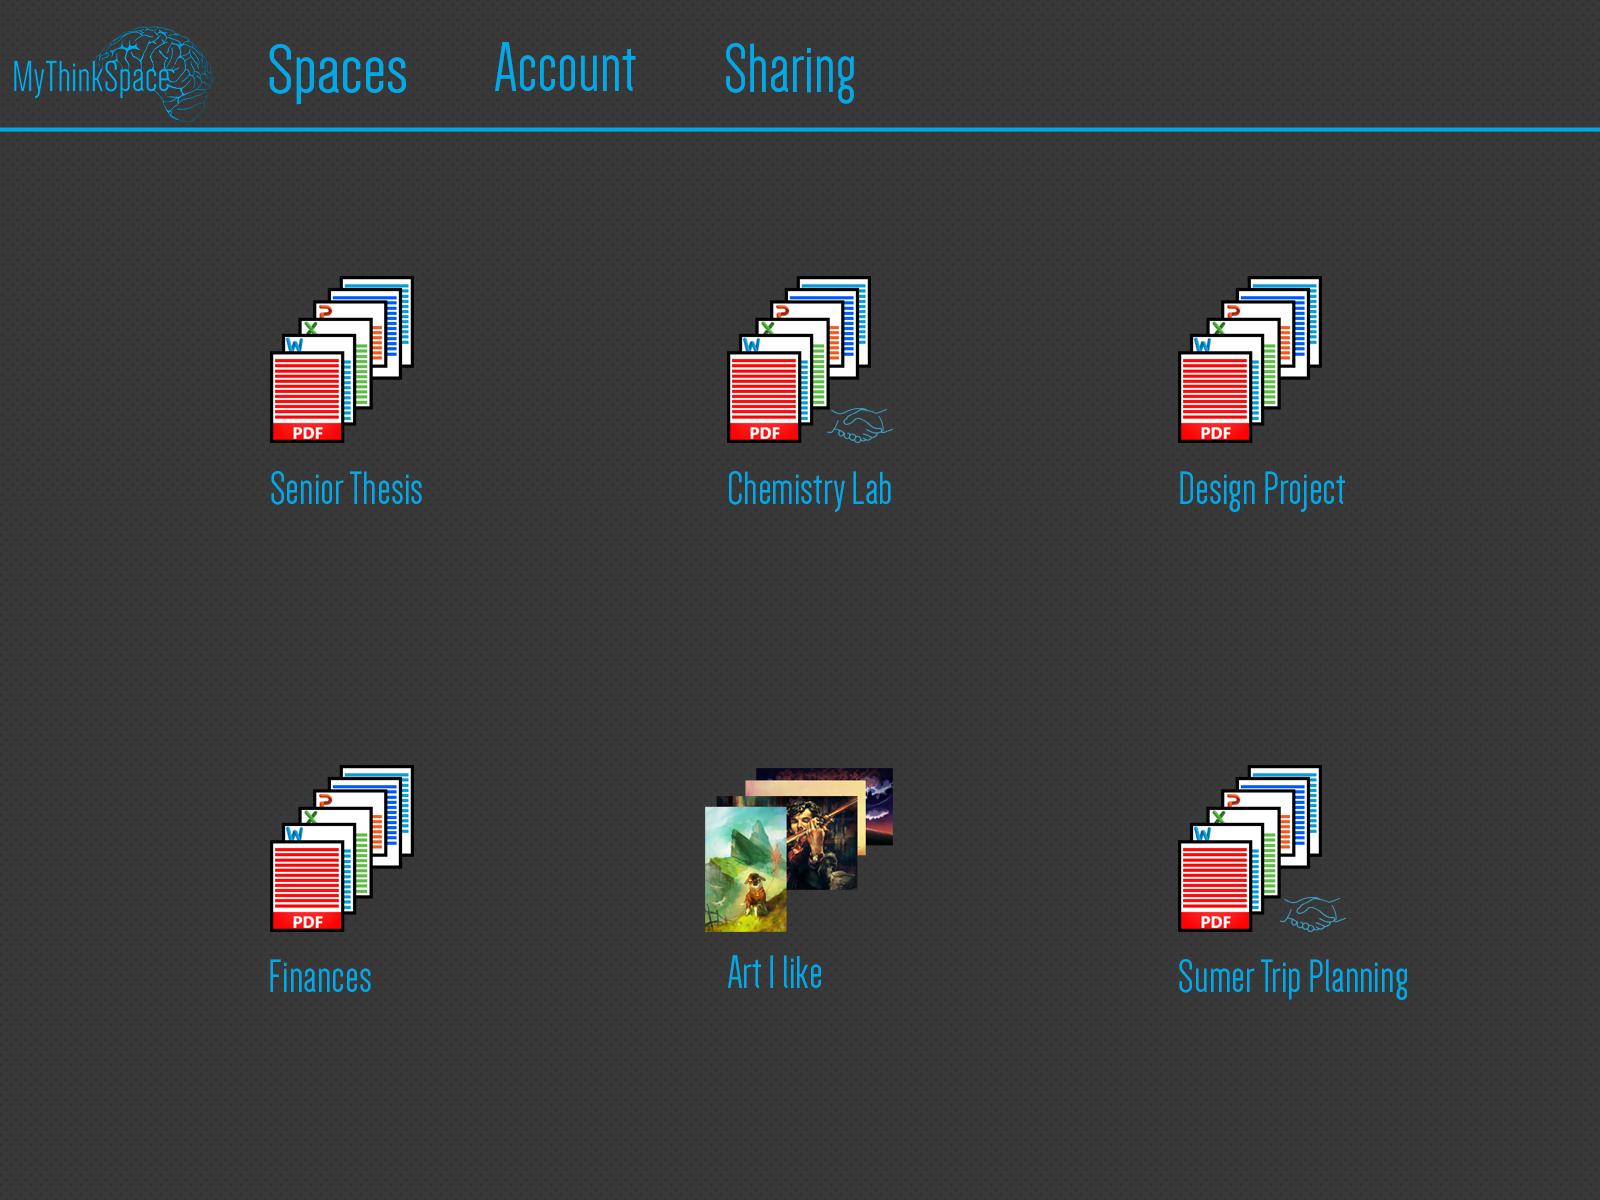 MyThinkSpace
Spaces
Account
Sharing
P
X
W
PDF
Senior Thesis
P
X
W
PDF
Chemistry Lab
P
X
W
PDF
Design Project
P
X
W
PDF
Finances
Art I like
P
X
W
PDF
Sumer Trip Planning